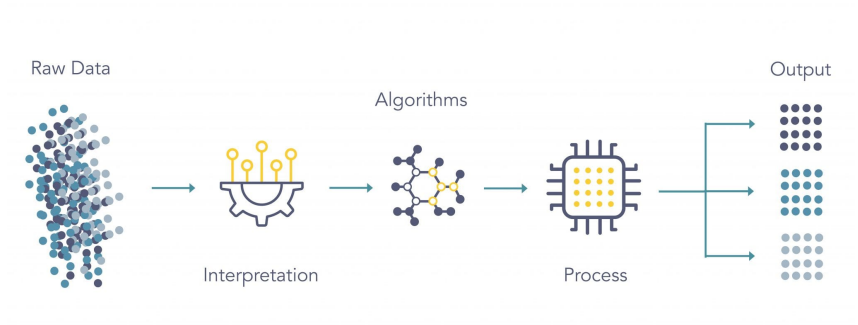 Raw Data
Interpretation
Algorithms
Process
Output